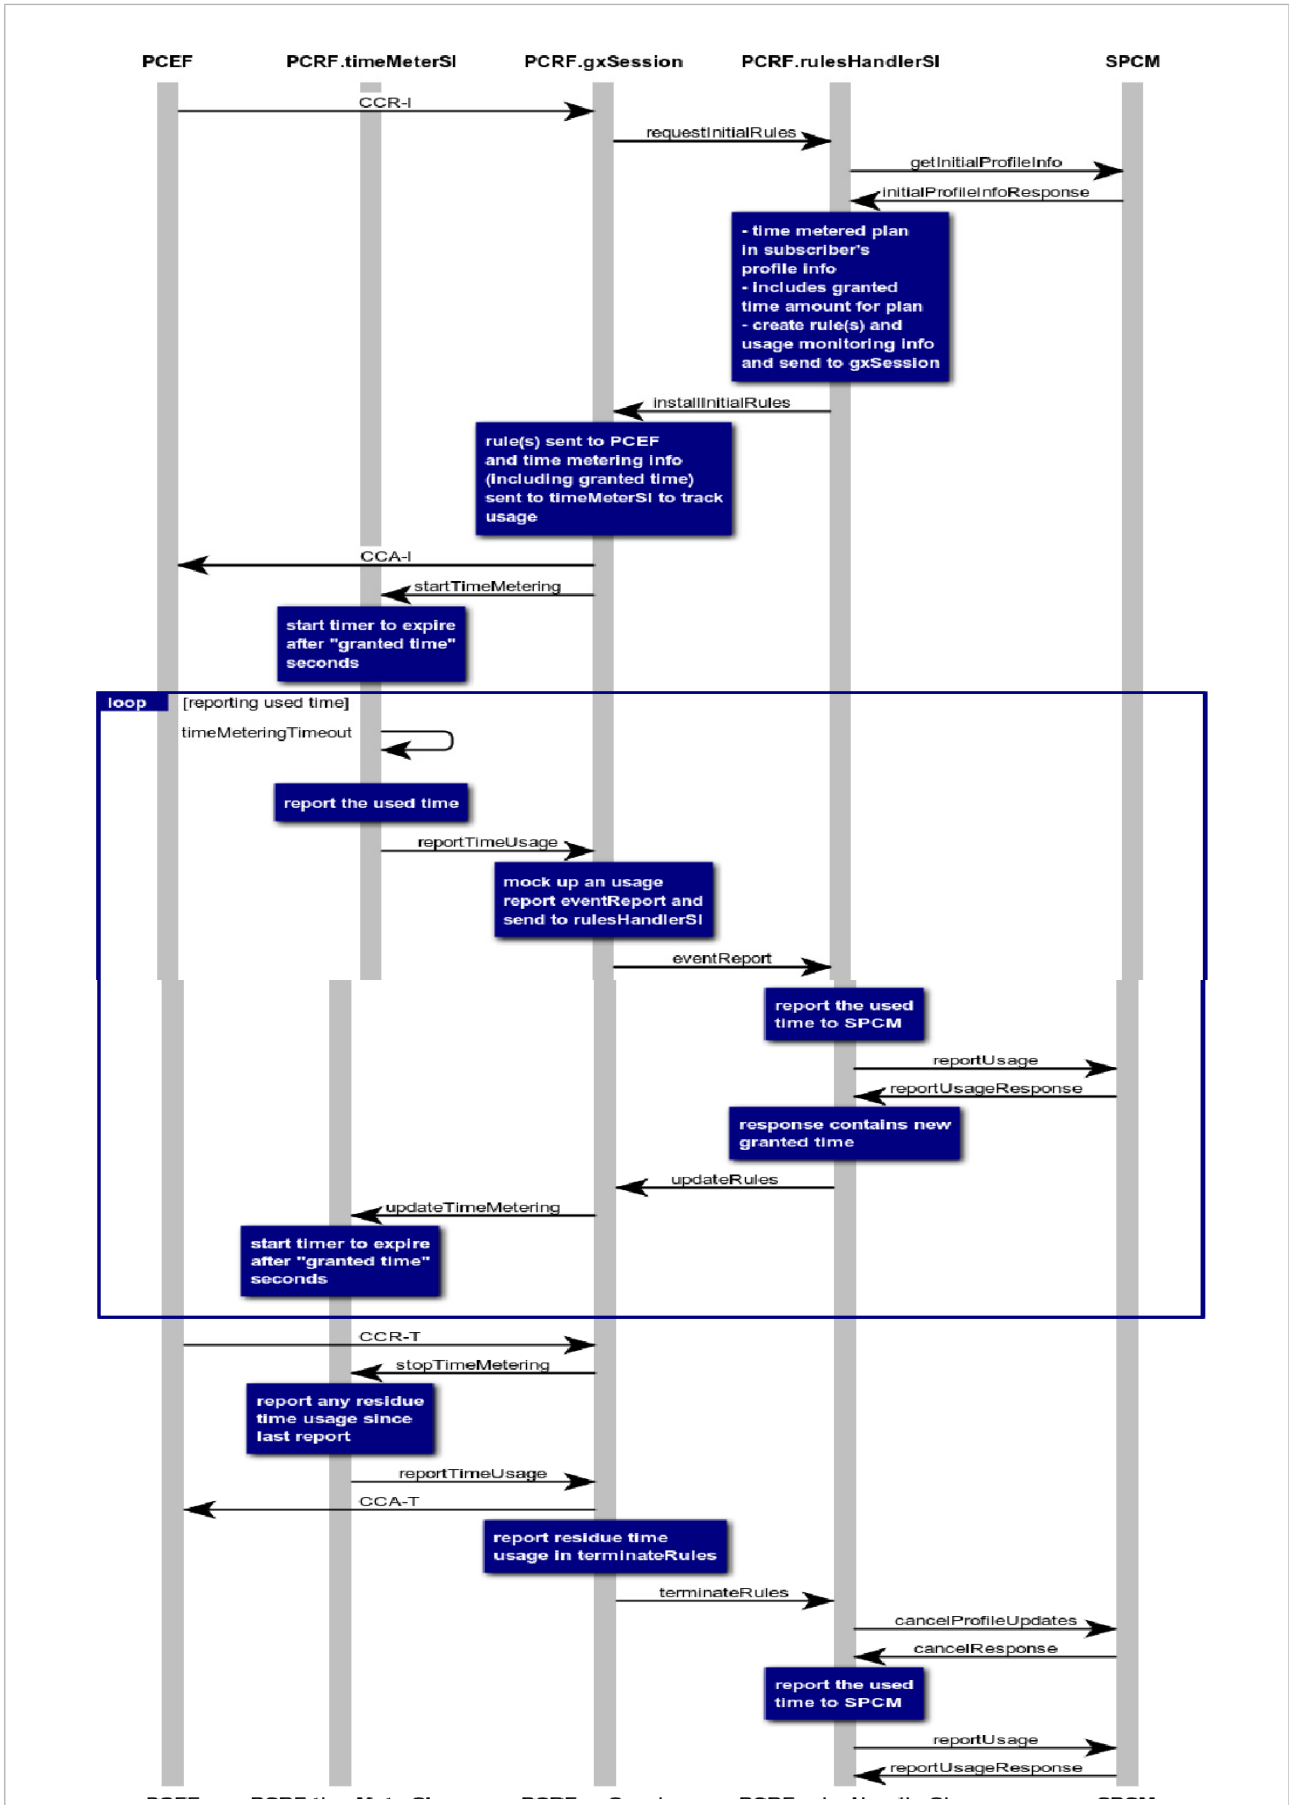 PCEF PCRF.timeMeterSI PCRF.gxSession PCRF.rulesHandlerSI SPCM
CCR-I
requestInitialRules
getInitialProfileInfo
initialProfileInfoResponse
- time metered plan
in subscriber's
profile info
- includes granted
time amount for plan
- create rule(s) and
usage monitoring info
and send to gxSession
installInitialRules
rule(s) sent to PCEF
and time metering info
(including granted time)
sent to timeMeterSI to track
usage
CCA-I
startTimeMetering
start timer to expire
after "granted time"
seconds
loop [reporting used time]
timeMeteringTimeout
report the used time
reportTimeUsage
mock up an usage
report eventReport and
send to rulesHandlerSI
eventReport
report the used
time to SPCM
reportUsage
reportUsageResponse
response contains new
granted time
updateRules
updateTimeMetering
start timer to expire
after "granted time"
seconds
CCR-T
stopTimeMetering
report any residue
time usage since
last report
reportTimeUsage
CCA-T
report residue time
usage in terminateRules
terminateRules
cancelProfileUpdates
cancelResponse
report the used
time to SPCM
reportUsage
reportUsageResponse